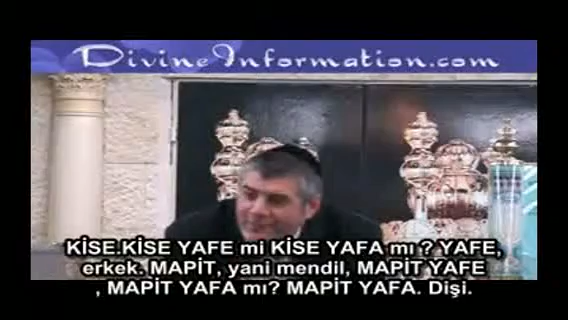 DivineInformation.com
KİSE.KİSE YAFE mi KİSE YAFA mı ? YAFE,
erkek. MAPİT, yani mendil, MAPİT YAFE
, MAPİT YAFA mı? MAPİT YAFA. Dişi.